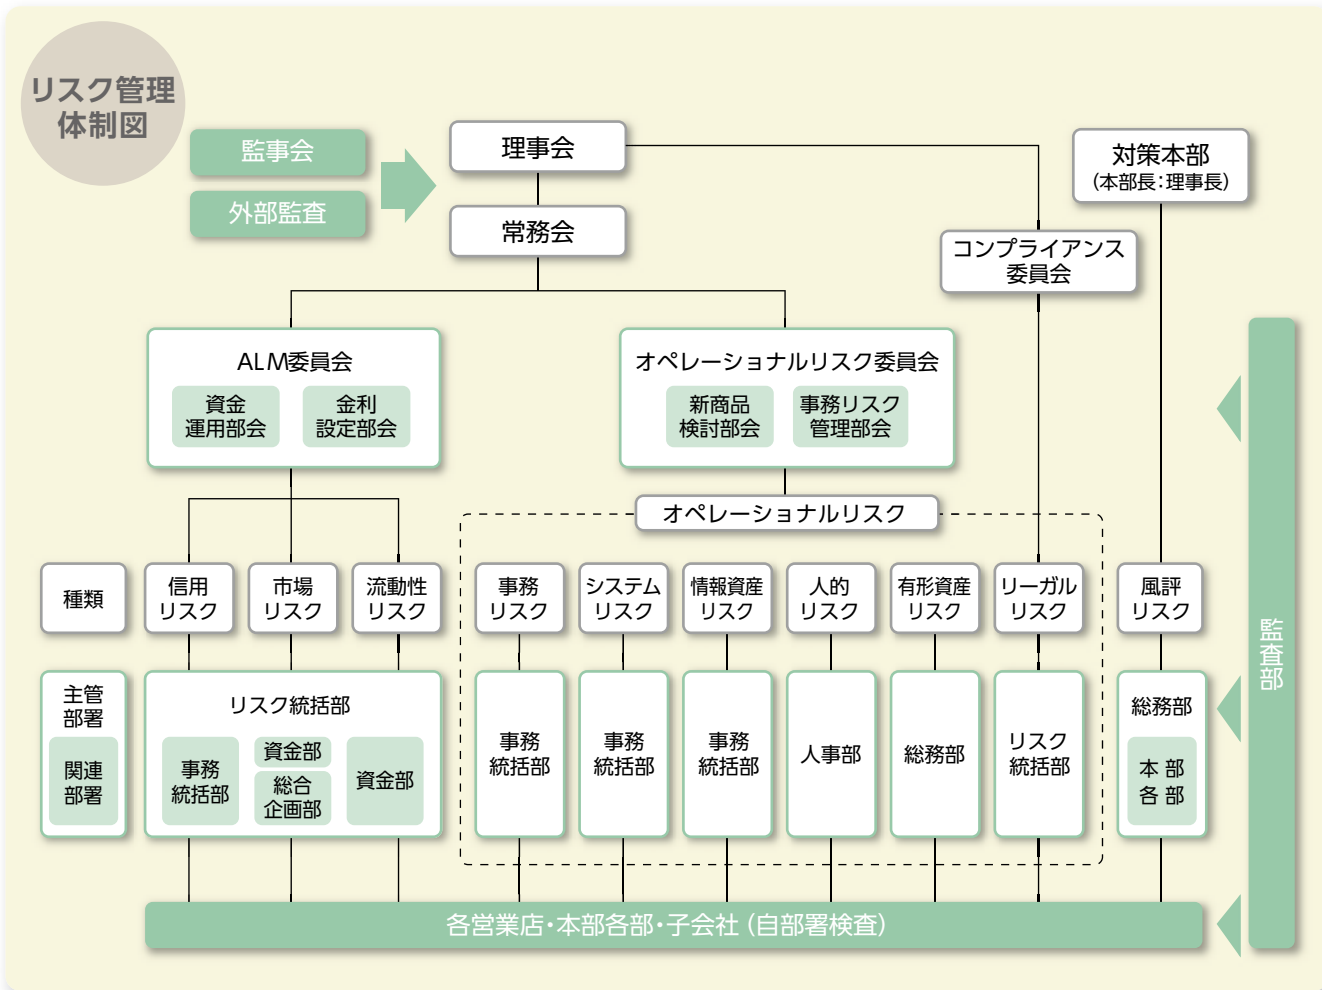 リスク管理
体制図
監事会
外部監査
理事会
常務会
対策本部
(本部長:理事長)
コンプライアンス
委員会
ALM委員会
資金
運用部会
金利
設定部会
オペレーショナルリスク委員会
新商品
検討部会
事務リスク
管理部会
オペレーショナルリスク
種類
信用
リスク
市場
リスク
流動性
リスク
事務
リスク
システム
リスク
情報資産
リスク
人的
リスク
有形資産
リスク
リーガル
リスク
風評
リスク
主管
部署
関連
部署
リスク統括部
事務
統括部
資金部
総合
企画部
資金部
事務
統括部
事務
統括部
事務
統括部
人事部
総務部
リスク
統括部
総務部
本 部
各 部
監査部
各営業店・本部各部・子会社(自部署検査)